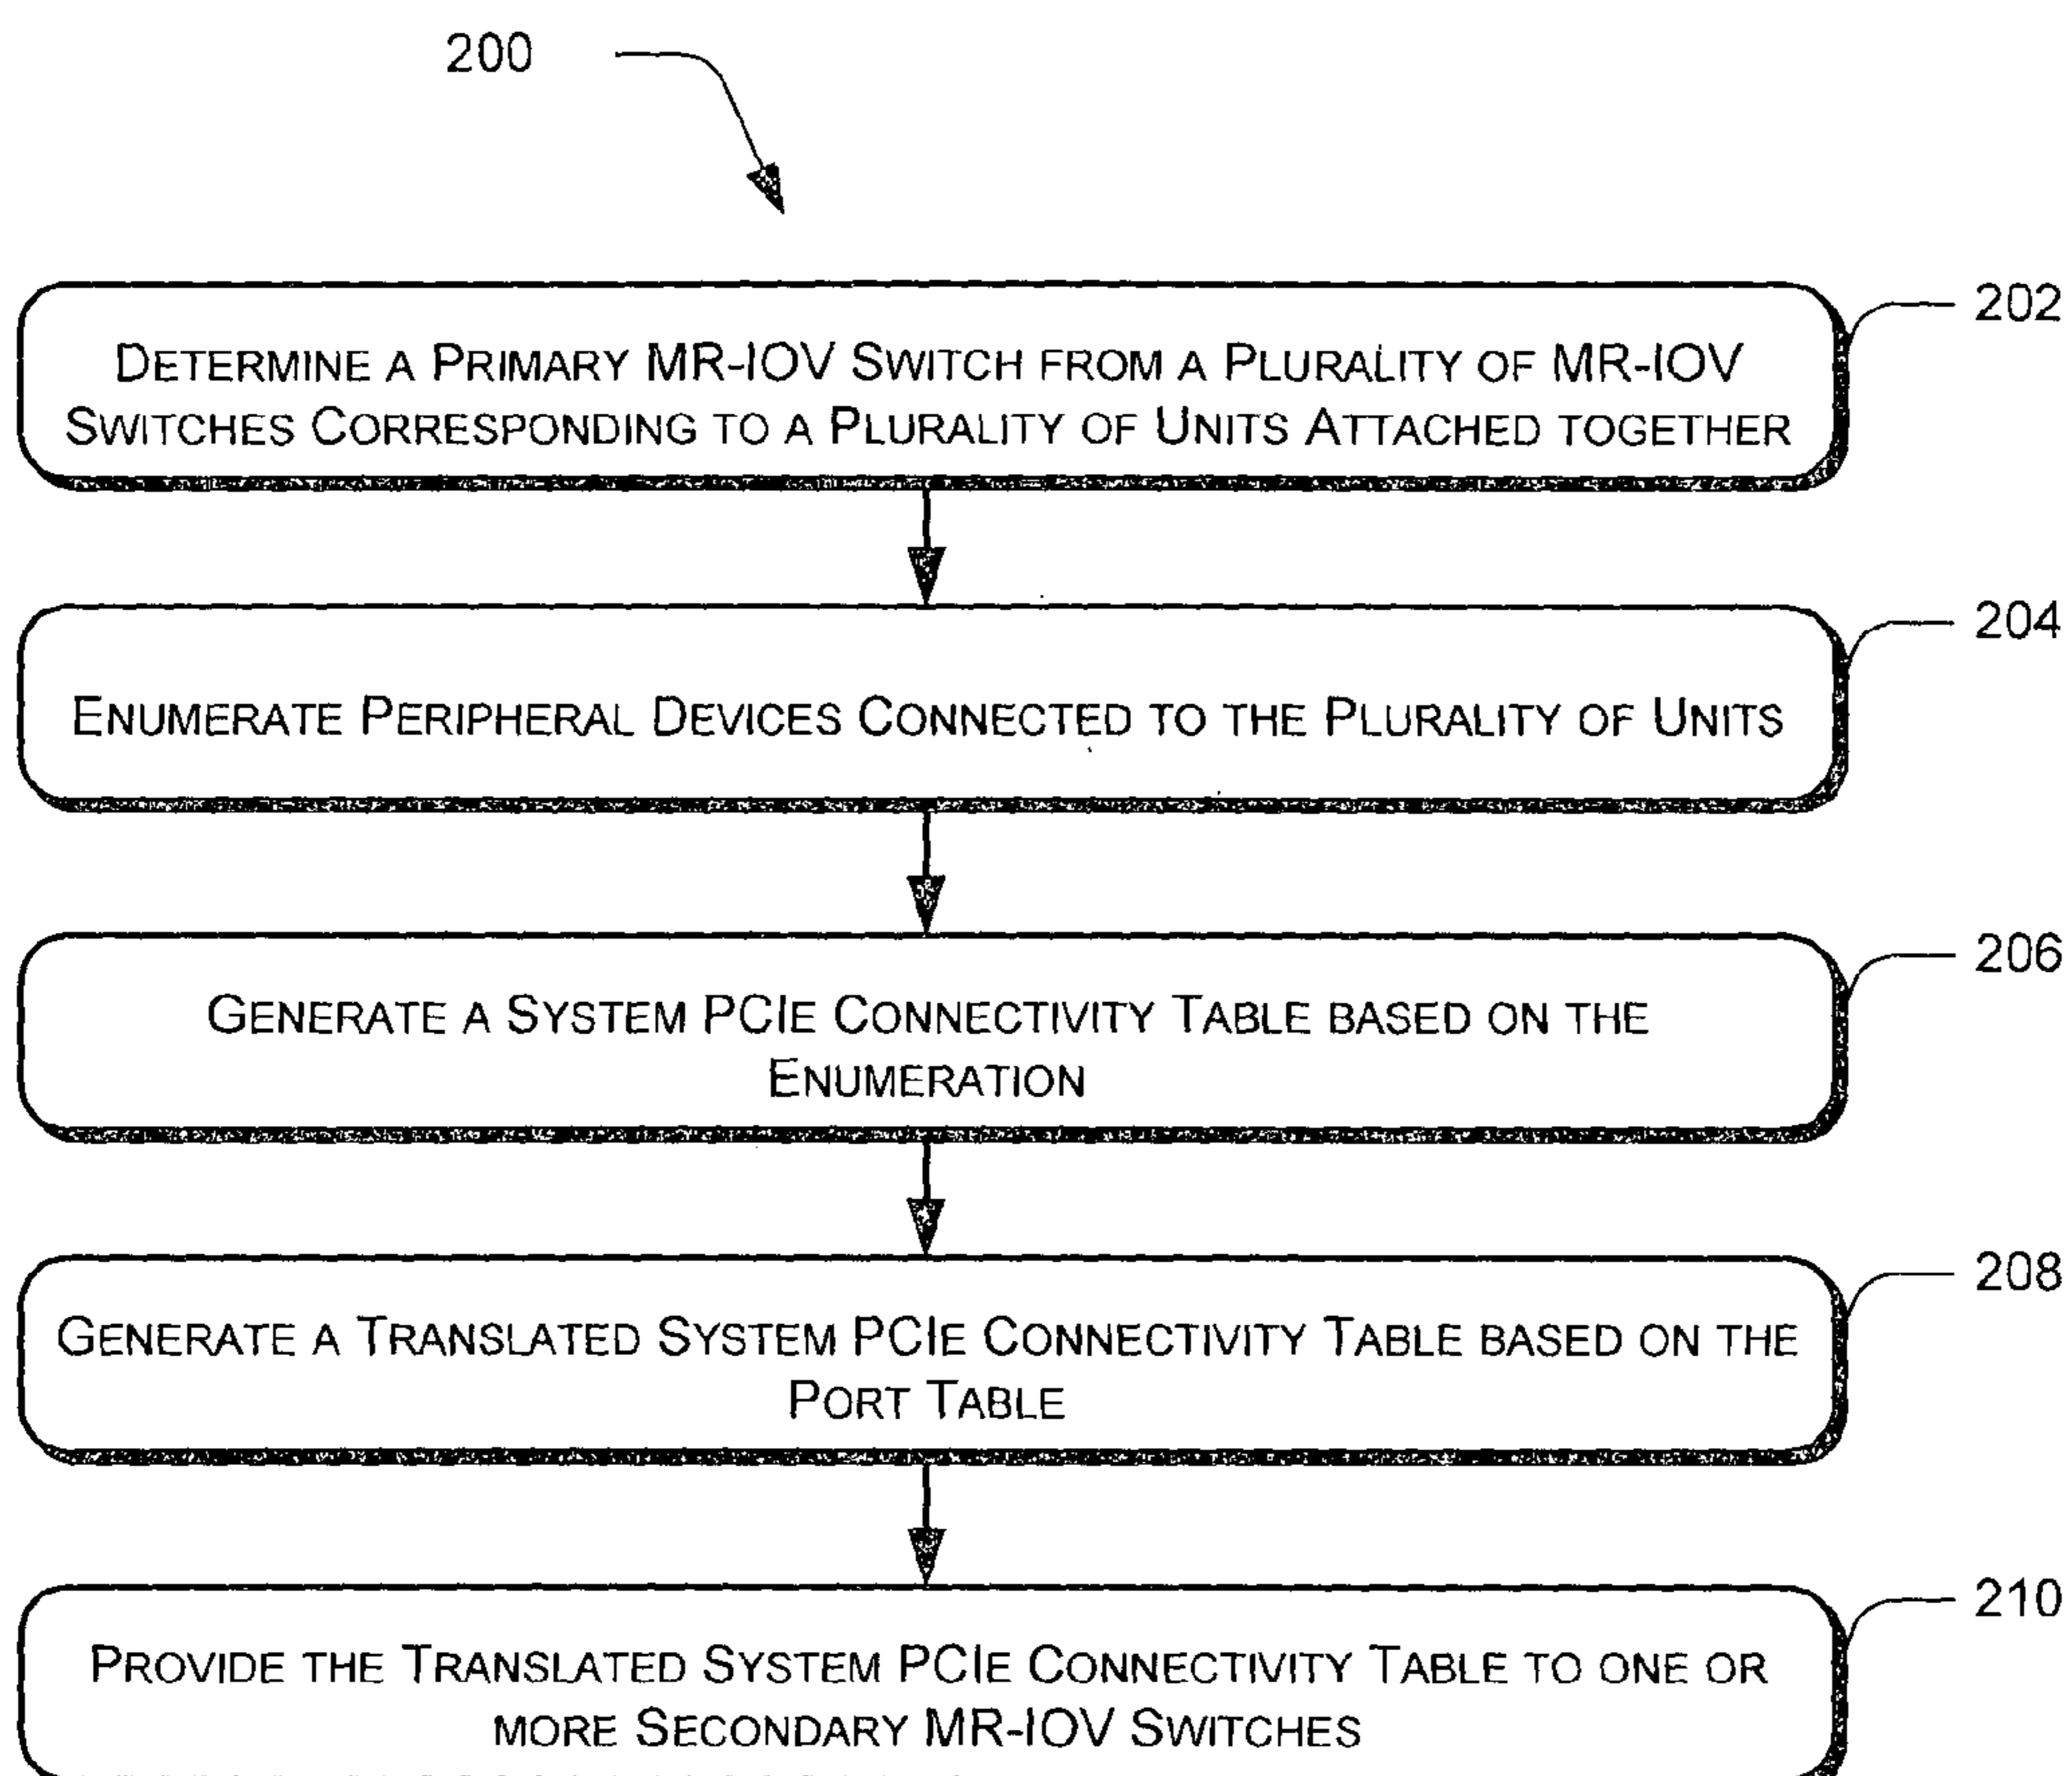 200
202
DETERMINE A PRIMARY MR-IOV SWITCH FROM A PLURALITY OF MR-IOV
SWITCHES CORRESPONDING TO A PLURALITY OF UNITS ATTACHED TOGETHER
204
ENUMERATE PERIPHERAL DEVICES CONNECTED TO THE PLURALITY OF UNITS
206
GENERATE A SYSTEM PCIE CONNECTIVITY TABLE BASED ON THE
ENUMERATION
208
GENERATE A TRANSLATED SYSTEM PCIE CONNECTIVITY TABLE BASED ON THE
PORT TABLE
210
PROVIDE THE TRANSLATED SYSTEM PCIE CONNECTIVITY TABLE TO ONE OR
MORE SECONDARY MR-IOV SWITCHES